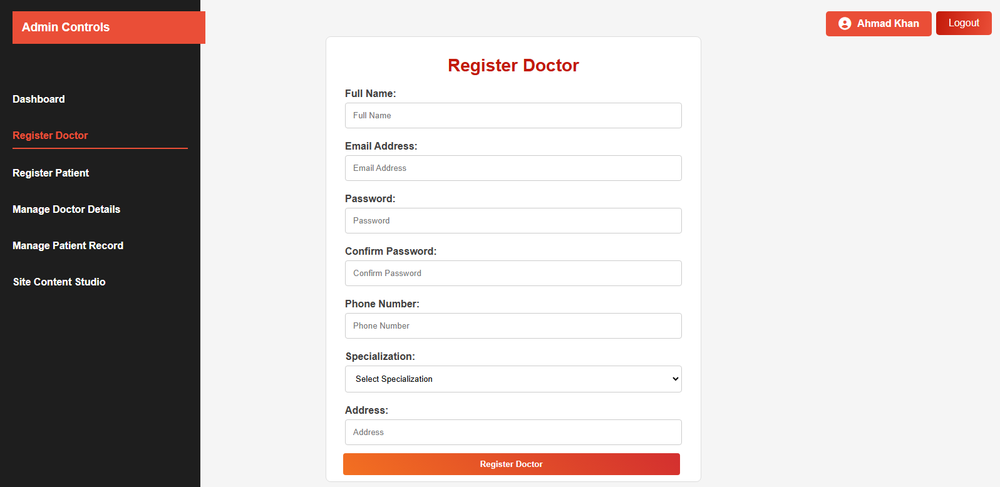 Admin Controls
Ahmad Khan
Logout
Dashboard
Register Doctor
Register Patient
Manage Doctor Details
Manage Patient Record
Site Content Studio
Register Doctor
Full Name:
Full Name
Email Address:
Email Address
Password:
Password
Confirm Password:
Confirm Password
Phone Number:
Phone Number
Specialization:
Select Specialization
Address:
Address
Register Doctor